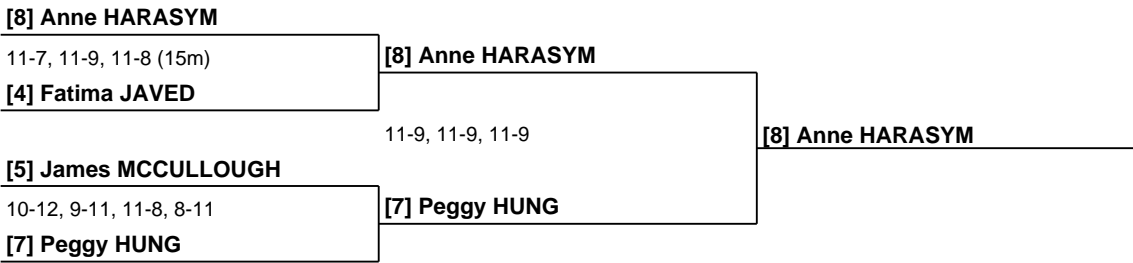 [8] Anne HARASYM
11-7, 11-9, 11-8 (15m)
[8] Anne HARASYM
[4] Fatima JAVED
11-9, 11-9, 11-9
[8] Anne HARASYM
[5] James MCCULLOUGH
10-12, 9-11, 11-8, 8-11
[7] Peggy HUNG
[7] Peggy HUNG